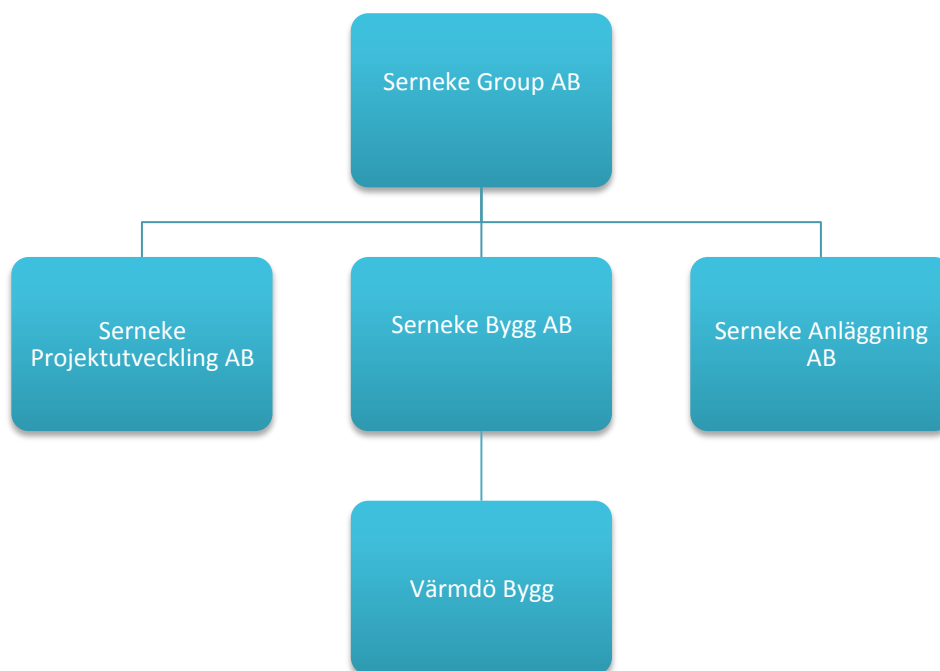 Serneke Group AB
Serneke
Projektutveckling AB
Serneke Bygg AB
Serneke Anläggning
AB
Värmdö Bygg